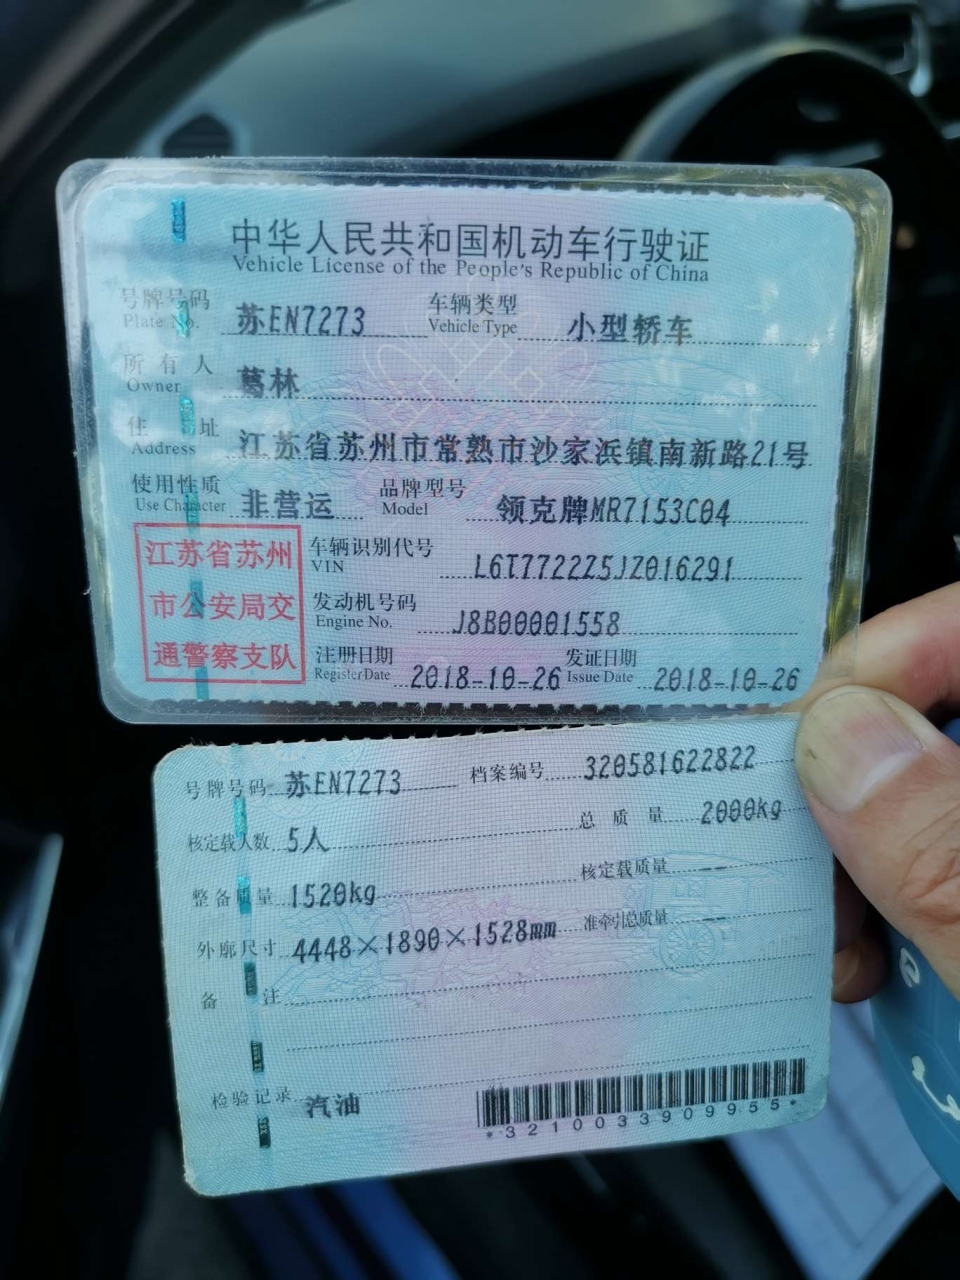 中华人民共和国机动车行驶证
Vehicle License of the People's Republic of China
号牌号码 苏EN7273 车辆类型 小型轿车
Plate No. Vehicle Type
所有人 葛林
Owner
住址 江苏省苏州市常熟市沙家浜镇南新路21号
Address
使用性质 非营运 品牌型号 领克牌MR7153C04
Use Character Model
江苏省苏州
市公安局交
通警察支队
车辆识别代号 L6T7722Z5JZ016291
VIN
发动机号码 J8B00001558
Engine No.
注册日期 2018-10-26 发证日期 2018-10-26
Register Date Issue Date
号牌号码 苏EN7273 档案编号 320581622822
核定载人数 5人 总质量 2000kg
整备质量 1520kg 核定载质量 --
外廓尺寸 4448×1890×1528mm 准牵引总质量 --
备注
检验记录 汽油
*3210033909955*